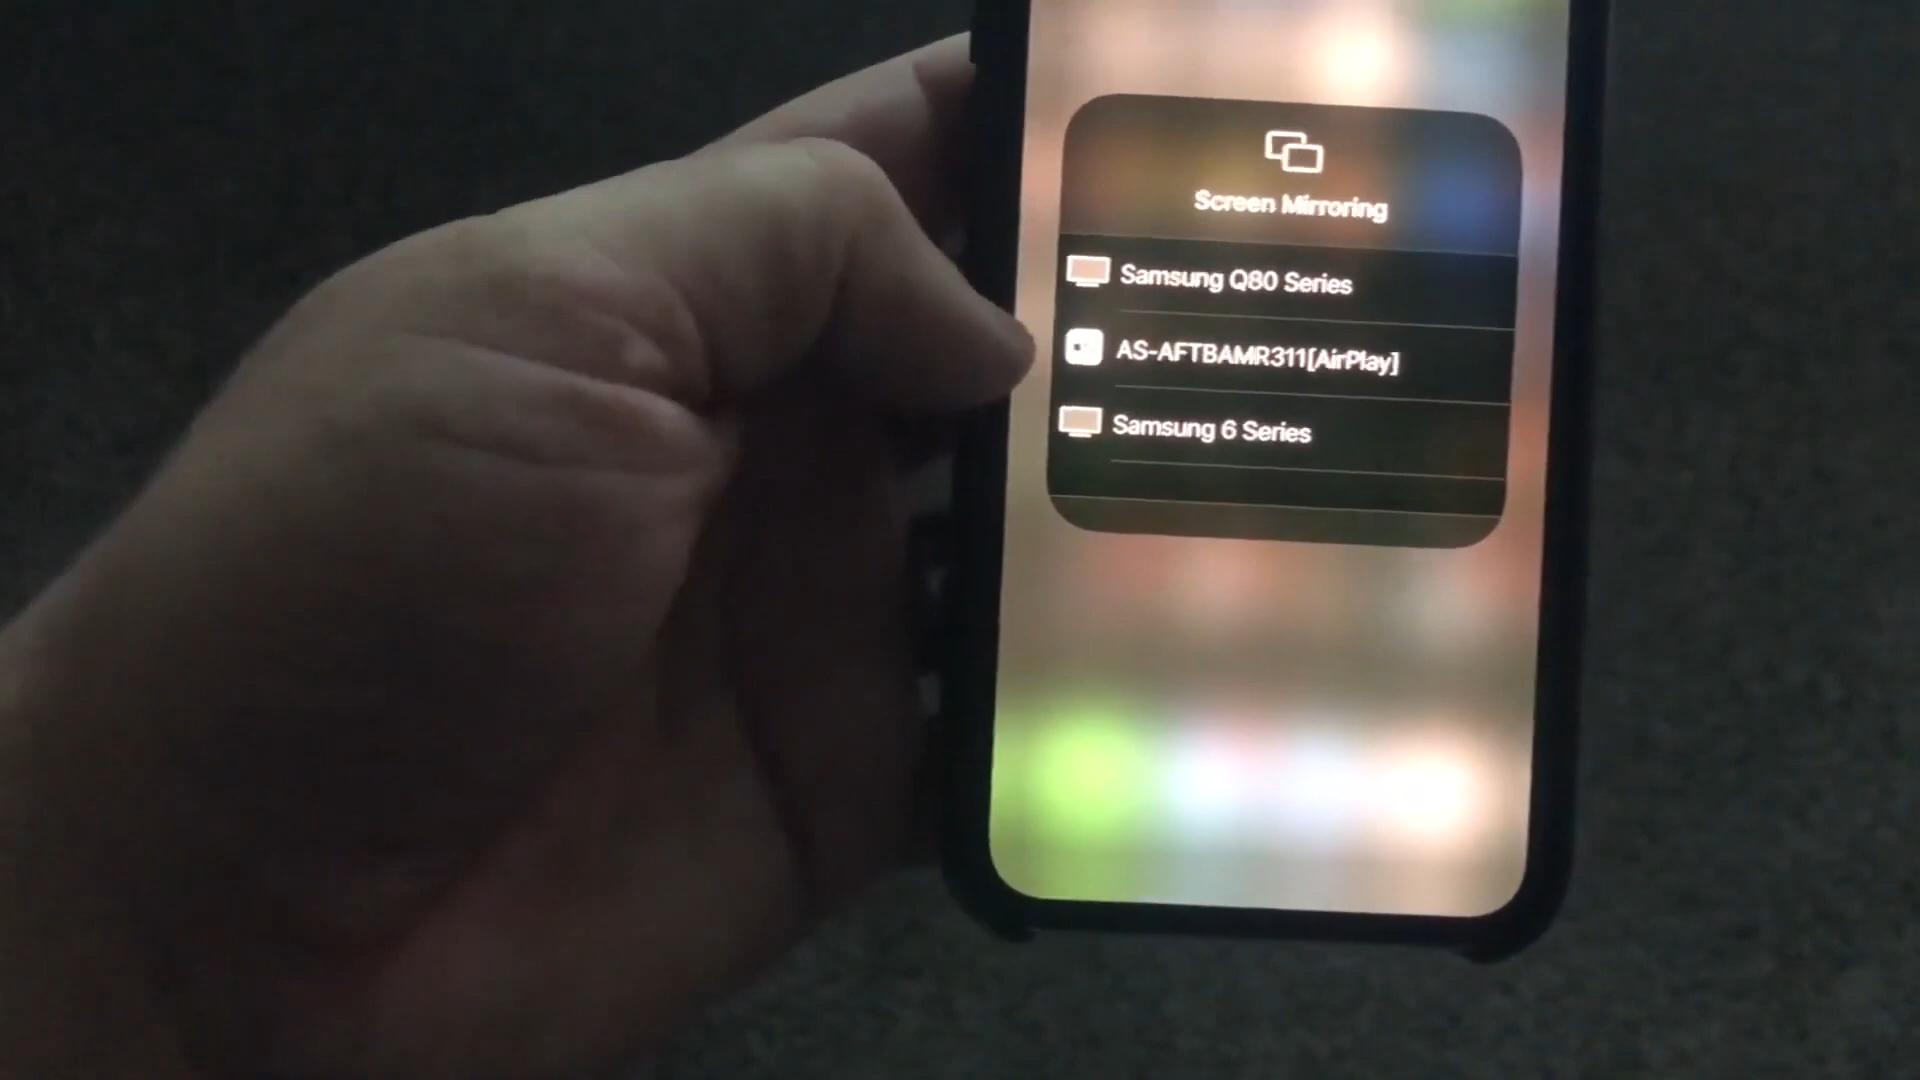 Screen Mirroring
Samsung Q80 Series
AS-AFTBAMR311[AirPlay]
Samsung 6 Series